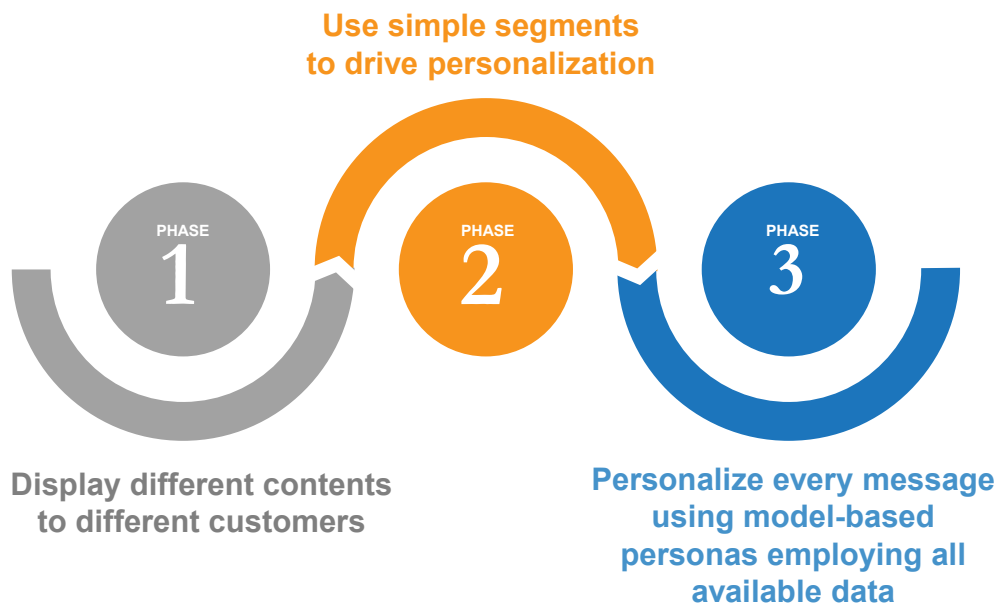 Use simple segments
to drive personalization
PHASE
1
PHASE
2
PHASE
3
Display different contents
to different customers
Personalize every message
using model-based
personas employing all
available data